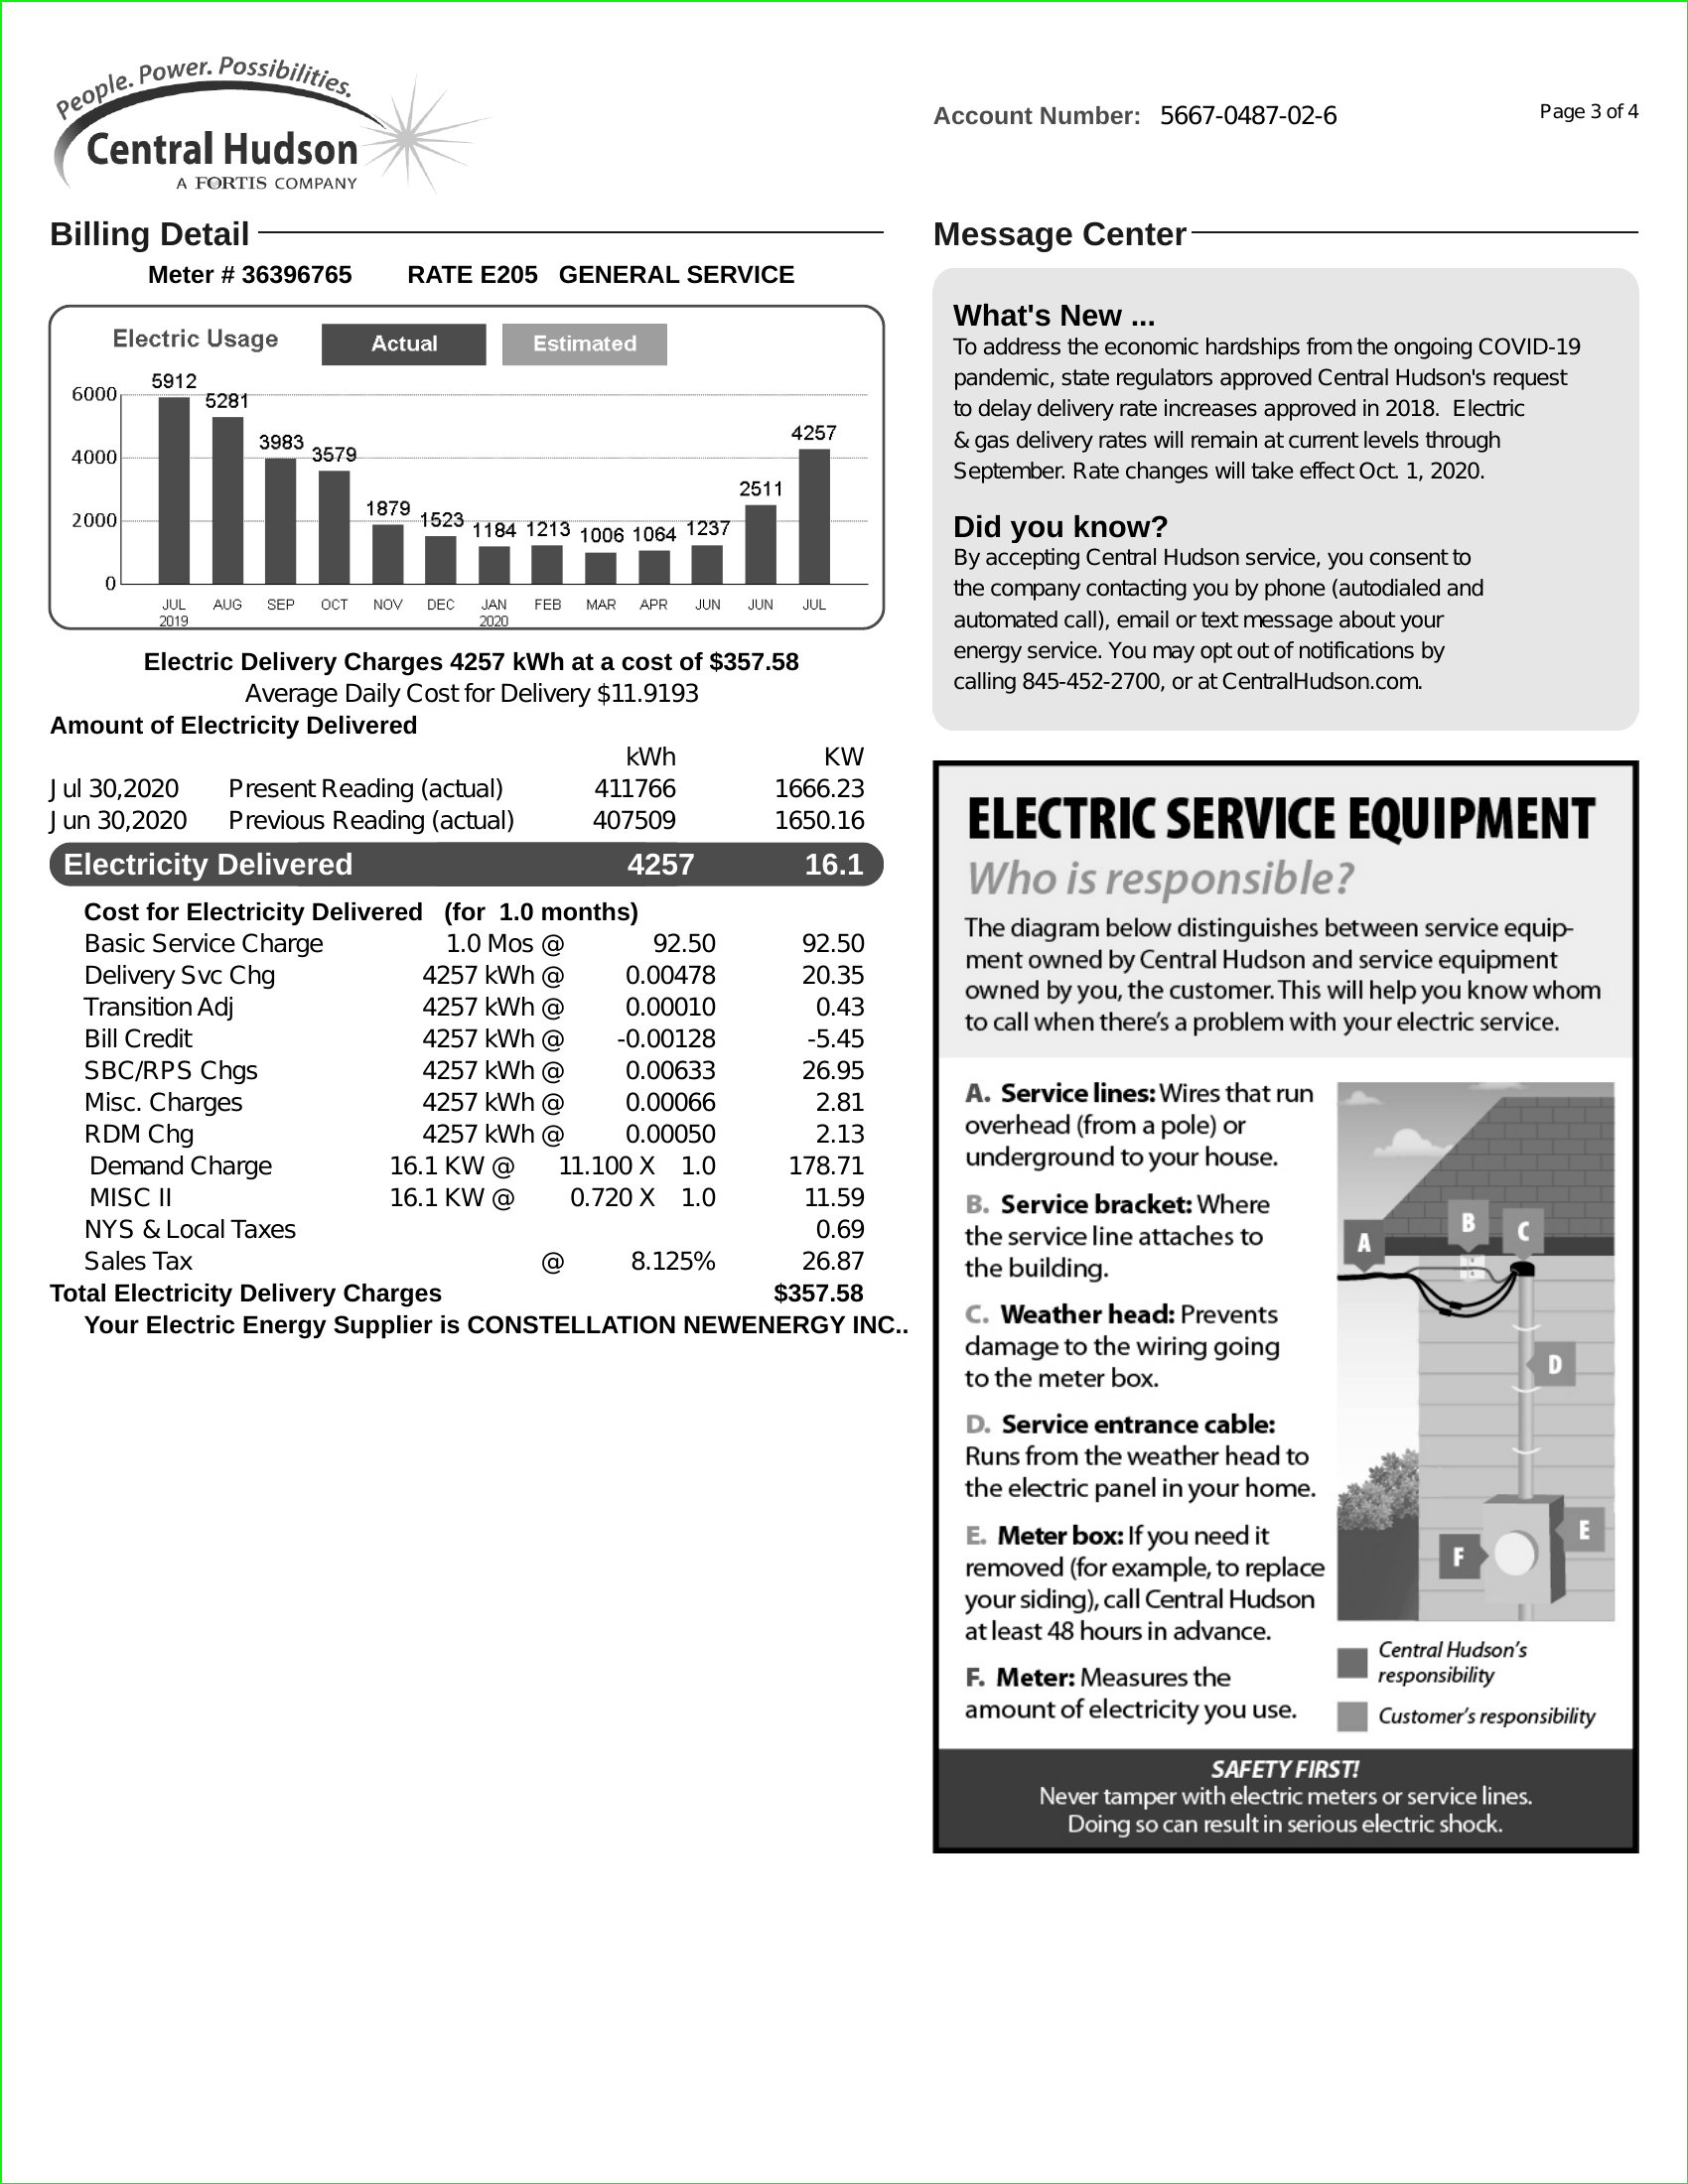 People. Power. Possibilities.
Central Hudson
A FORTIS COMPANY
Account Number: 5667-0487-02-6
Page 3 of 4
Billing Detail
Meter # 36396765 RATE E205 GENERAL SERVICE
Electric Usage Actual Estimated
6000
4000
2000
0
5912 5281 3983 3579 1879 1523 1184 1213 1006 1064 1237 2511 4257
JUL AUG SEP OCT NOV DEC JAN FEB MAR APR JUN JUN JUL
2019 2020
Electric Delivery Charges 4257 kWh at a cost of $357.58
Average Daily Cost for Delivery $11.9193
Amount of Electricity Delivered
kWh KW
Jul 30,2020 Present Reading (actual) 411766 1666.23
Jun 30,2020 Previous Reading (actual) 407509 1650.16
Electricity Delivered 4257 16.1
Cost for Electricity Delivered (for 1.0 months)
Basic Service Charge 1.0 Mos @ 92.50 92.50
Delivery Svc Chg 4257 kWh @ 0.00478 20.35
Transition Adj 4257 kWh @ 0.00010 0.43
Bill Credit 4257 kWh @ -0.00128 -5.45
SBC/RPS Chgs 4257 kWh @ 0.00633 26.95
Misc. Charges 4257 kWh @ 0.00066 2.81
RDM Chg 4257 kWh @ 0.00050 2.13
Demand Charge 16.1 KW @ 11.100 X 1.0 178.71
MISC II 16.1 KW @ 0.720 X 1.0 11.59
NYS & Local Taxes 0.69
Sales Tax @ 8.125% 26.87
Total Electricity Delivery Charges $357.58
Your Electric Energy Supplier is CONSTELLATION NEWENERGY INC..
Message Center
What's New ...
To address the economic hardships from the ongoing COVID-19
pandemic, state regulators approved Central Hudson's request
to delay delivery rate increases approved in 2018. Electric
& gas delivery rates will remain at current levels through
September. Rate changes will take effect Oct. 1, 2020.
Did you know?
By accepting Central Hudson service, you consent to
the company contacting you by phone (autodialed and
automated call), email or text message about your
energy service. You may opt out of notifications by
calling 845-452-2700, or at CentralHudson.com.
ELECTRIC SERVICE EQUIPMENT
Who is responsible?
The diagram below distinguishes between service equip-
ment owned by Central Hudson and service equipment
owned by you, the customer. This will help you know whom
to call when there's a problem with your electric service.
A. Service lines: Wires that run
overhead (from a pole) or
underground to your house.
B. Service bracket: Where
the service line attaches to
the building.
C. Weather head: Prevents
damage to the wiring going
to the meter box.
D. Service entrance cable:
Runs from the weather head to
the electric panel in your home.
E. Meter box: If you need it
removed (for example, to replace
your siding), call Central Hudson
at least 48 hours in advance.
F. Meter: Measures the
amount of electricity you use.
A
B
C
D
E
F
Central Hudson's
responsibility
Customer's responsibility
SAFETY FIRST!
Never tamper with electric meters or service lines.
Doing so can result in serious electric shock.